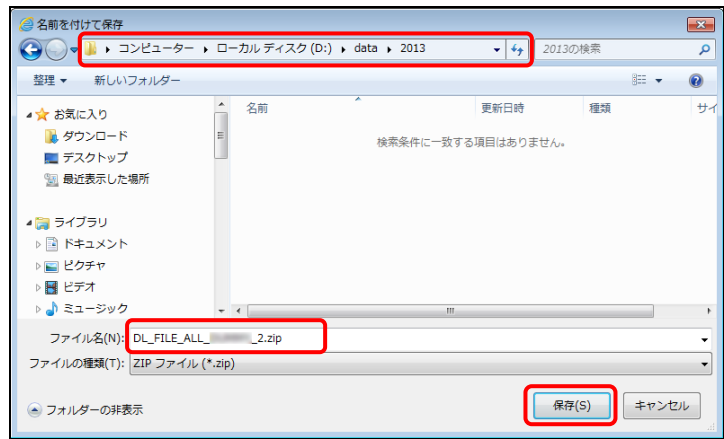 名前を付けて保存
コンピューター ▸ ローカル ディスク (D:) ▸ data ▸ 2013
2013の検索
整理 新しいフォルダー
名前 更新日時 種類 サイ
検索条件に一致する項目はありません。
お気に入り
ダウンロード
デスクトップ
最近表示した場所
ライブラリ
ドキュメント
ピクチャ
ビデオ
ミュージック
ファイル名(N): DL_FILE_ALL_ _2.zip
ファイルの種類(T): ZIP ファイル (*.zip)
フォルダーの非表示
保存(S) キャンセル